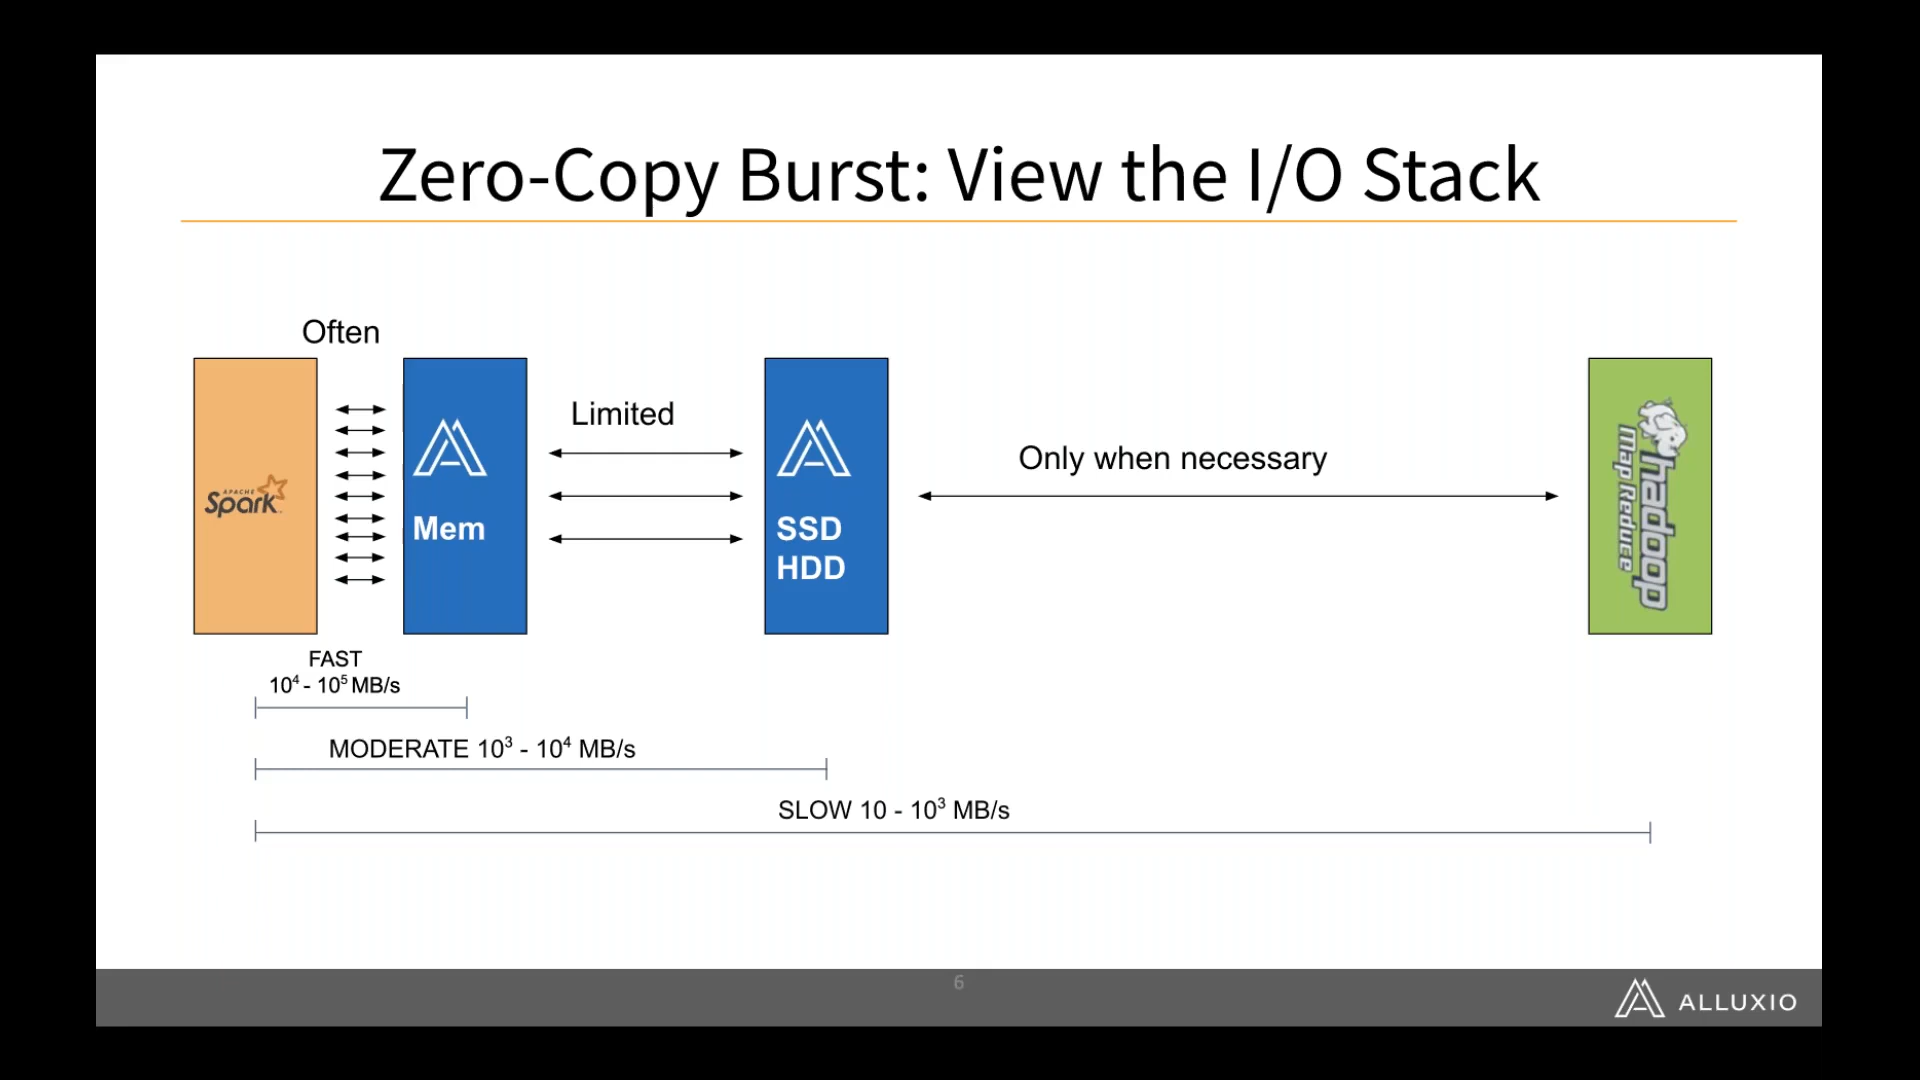 Zero-Copy Burst: View the I/O Stack
Often
Limited
Only when necessary
APACHE
Spark™
Mem
SSD
HDD
hadoop
Map Reduce
FAST
10⁴ - 10⁵ MB/s
MODERATE 10³ - 10⁴ MB/s
SLOW 10 - 10³ MB/s
6
ALLUXIO